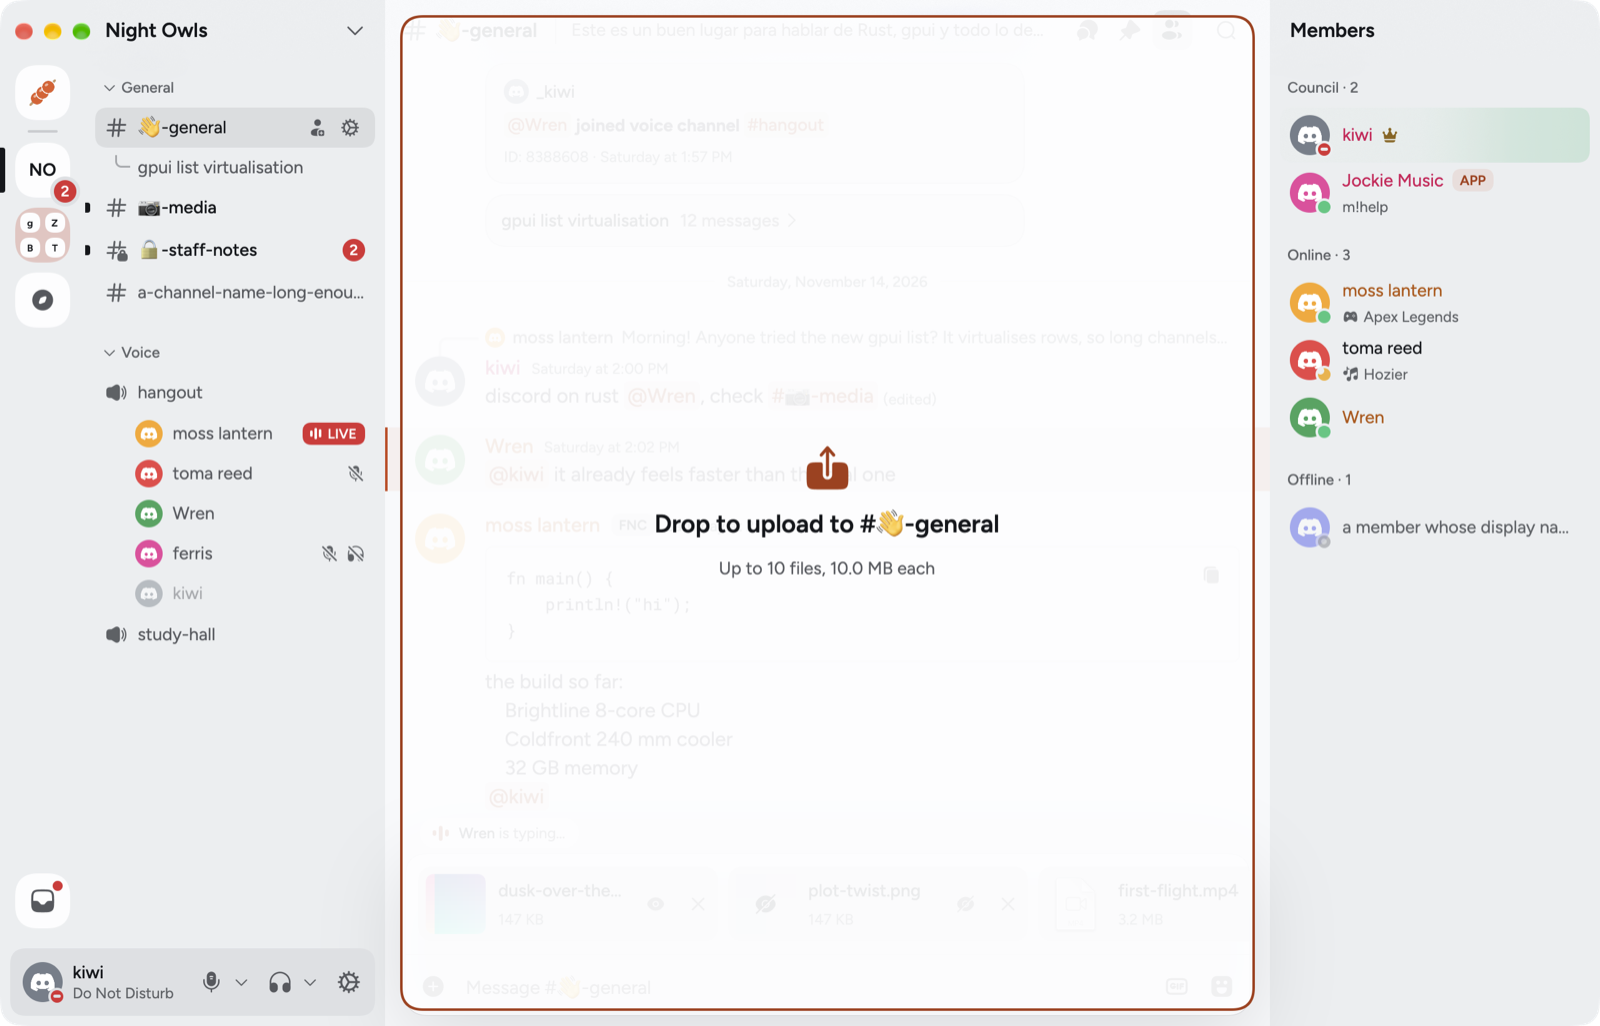 Night Owls
General
#👋-general
gpui list virtualisation
NO
2
#📷-media
g Z
B T
#🔒-staff-notes
2
#a-channel-name-long-enou...
Voice
hangout
moss lantern
LIVE
toma reed
Wren
ferris
kiwi
study-hall
kiwi
Do Not Disturb
#👋-general
Este es un buen lugar para hablar de Rust, gpui y todo lo de...
_kiwi
@Wren joined voice channel #hangout
ID: 8388608 · Saturday at 1:57 PM
gpui list virtualisation 12 messages
Saturday, November 14, 2026
moss lantern Morning! Anyone tried the new gpui list? It virtualises rows, so long channels...
kiwi Saturday at 2:00 PM
discord on rust @Wren , check #📷-media (edited)
Wren Saturday at 2:02 PM
@kiwi it already feels faster than one
moss lantern FNC
Drop to upload to #👋-general
Up to 10 files, 10.0 MB each
fn main() {
println!("hi");
}
the build so far:
Brightline 8-core CPU
Coldfront 240 mm cooler
32 GB memory
@kiwi
Wren is typing...
dusk-over-the...
147 KB
plot-twist.png
147 KB
first-flight.mp4
3.2 MB
Message #👋-general
GIF
Members
Council · 2
kiwi
Jockie Music APP
m!help
Online · 3
moss lantern
Apex Legends
toma reed
Hozier
Wren
Offline · 1
a member whose display na...